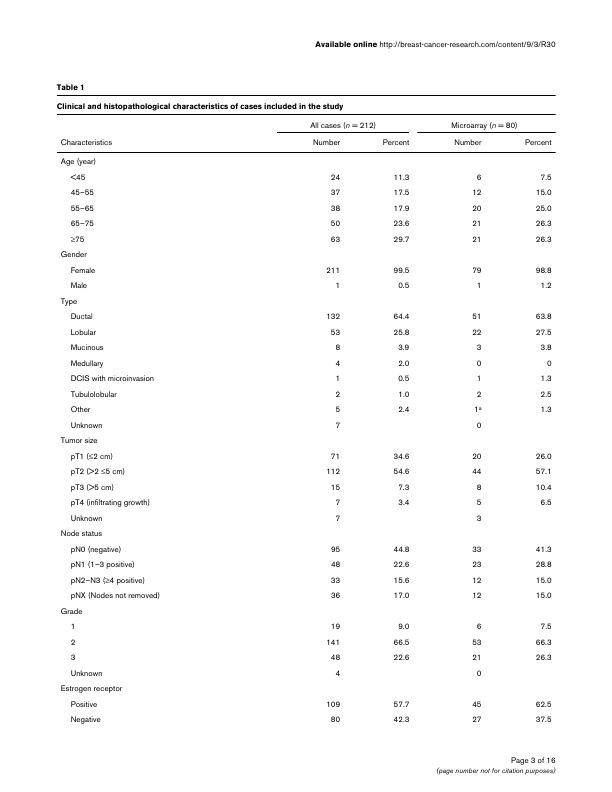 Available online http://breast-cancer-research.com/content/9/3/R30
Table 1
Clinical and histopathological characteristics of cases included in the study
All cases (n = 212) Microarray (n = 80)
Characteristics Number Percent Number Percent
Age (year)
<45 24 11.3 6 7.5
45–55 37 17.5 12 15.0
55–65 38 17.9 20 25.0
65–75 50 23.6 21 26.3
≥75 63 29.7 21 26.3
Gender
Female 211 99.5 79 98.8
Male 1 0.5 1 1.2
Type
Ductal 132 64.4 51 63.8
Lobular 53 25.8 22 27.5
Mucinous 8 3.9 3 3.8
Medullary 4 2.0 0 0
DCIS with microinvasion 1 0.5 1 1.3
Tubulolobular 2 1.0 2 2.5
Other 5 2.4 1ª 1.3
Unknown 7 0
Tumor size
pT1 (≤2 cm) 71 34.6 20 26.0
pT2 (>2 ≤5 cm) 112 54.6 44 57.1
pT3 (>5 cm) 15 7.3 8 10.4
pT4 (infiltrating growth) 7 3.4 5 6.5
Unknown 7 3
Node status
pN0 (negative) 95 44.8 33 41.3
pN1 (1–3 positive) 48 22.6 23 28.8
pN2–N3 (≥4 positive) 33 15.6 12 15.0
pNX (Nodes not removed) 36 17.0 12 15.0
Grade
1 19 9.0 6 7.5
2 141 66.5 53 66.3
3 48 22.6 21 26.3
Unknown 4 0
Estrogen receptor
Positive 109 57.7 45 62.5
Negative 80 42.3 27 37.5
Page 3 of 16
(page number not for citation purposes)